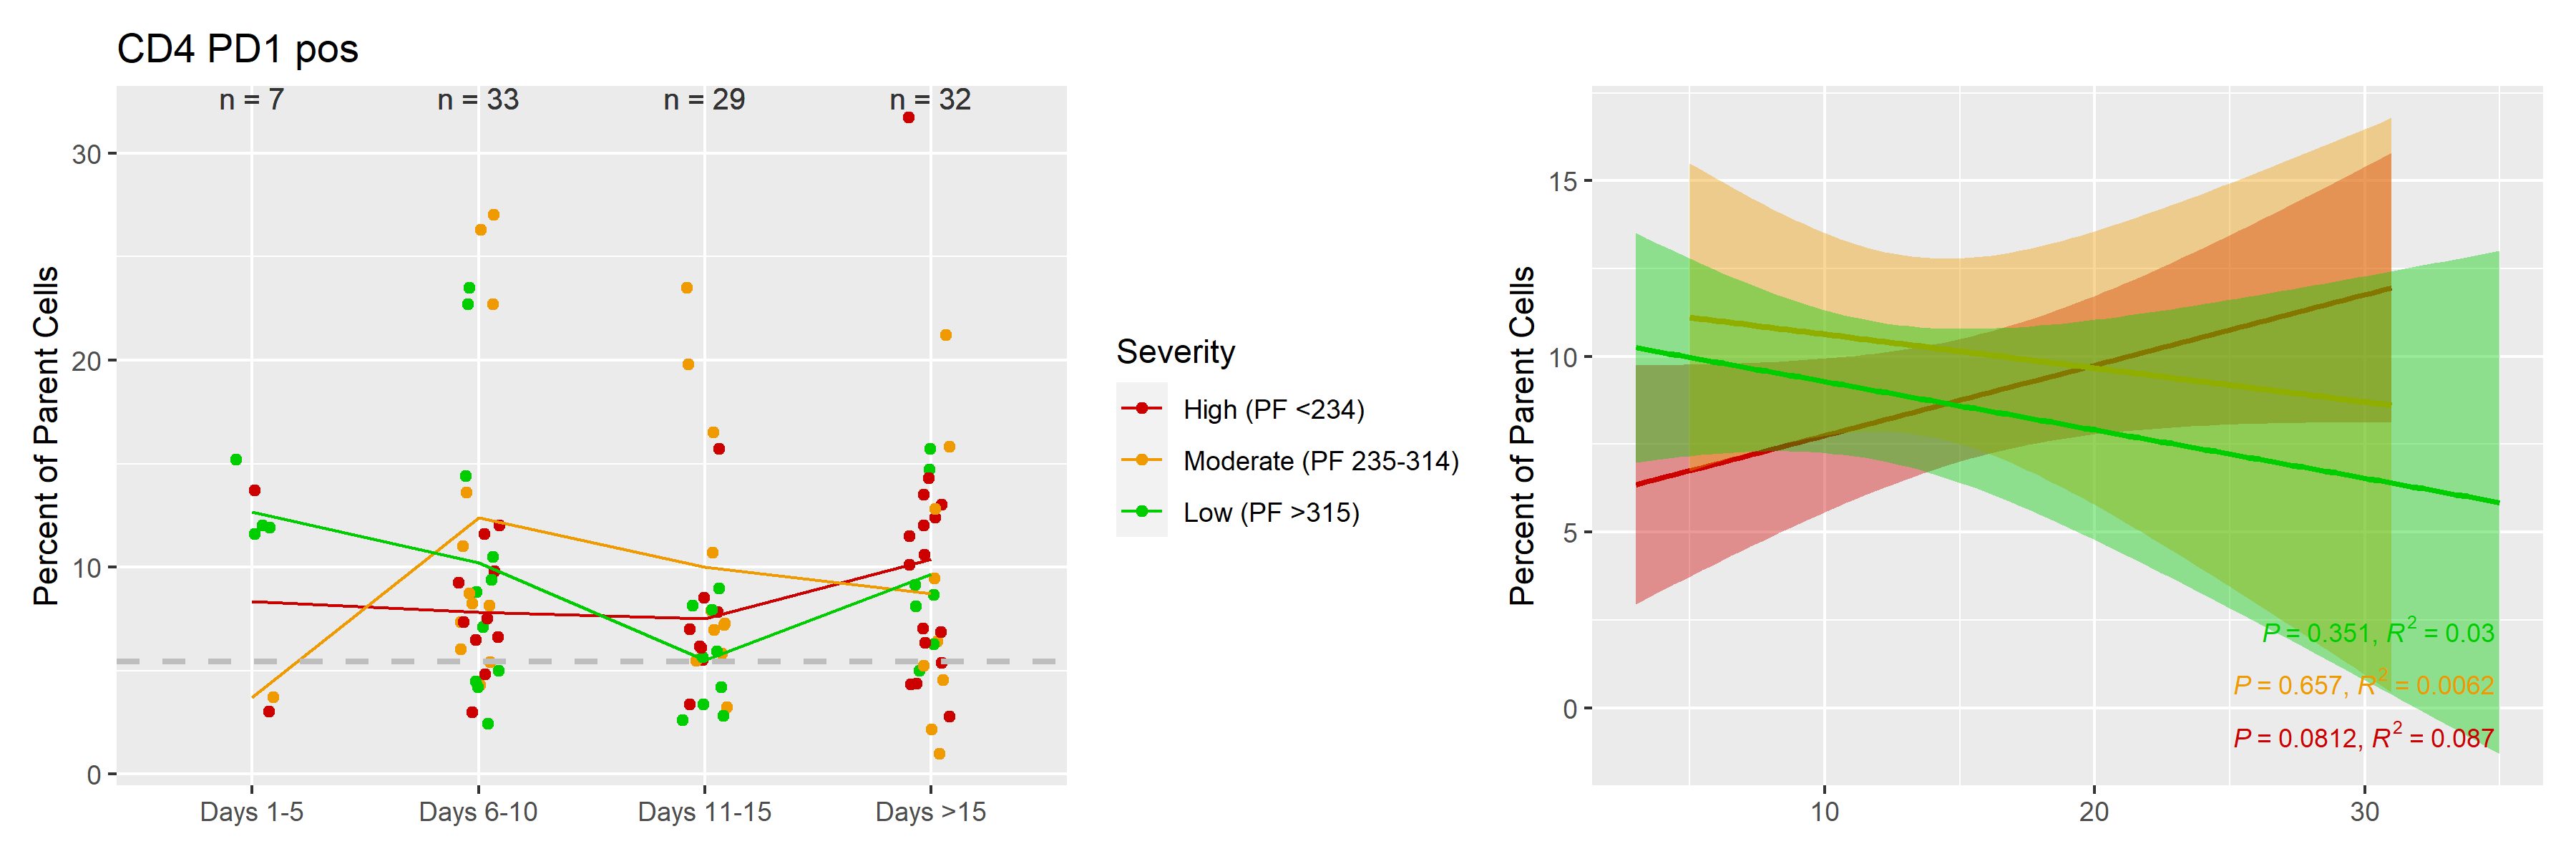 CD4 PD1 pos
n = 7
n = 33
n = 29
n = 32
Percent of Parent Cells
30
20
10
0
Days 1-5
Days 6-10
Days 11-15
Days >15
Severity
High (PF <234)
Moderate (PF 235-314)
Low (PF >315)
Percent of Parent Cells
15
10
5
0
10
20
30
P = 0.351, R² = 0.03
P = 0.657, R² = 0.0062
P = 0.0812, R² = 0.087